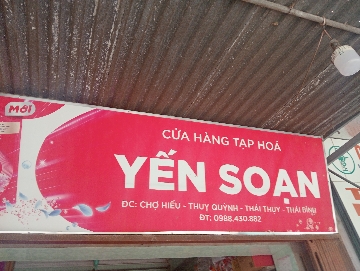 Mới
CỬA HÀNG TẠP HOÁ
YẾN SOẠN
ĐC: CHỢ HIẾU - THUỴ QUỲNH - THÁI THUỴ - THÁI BÌNH
ĐT: 0988.430.882